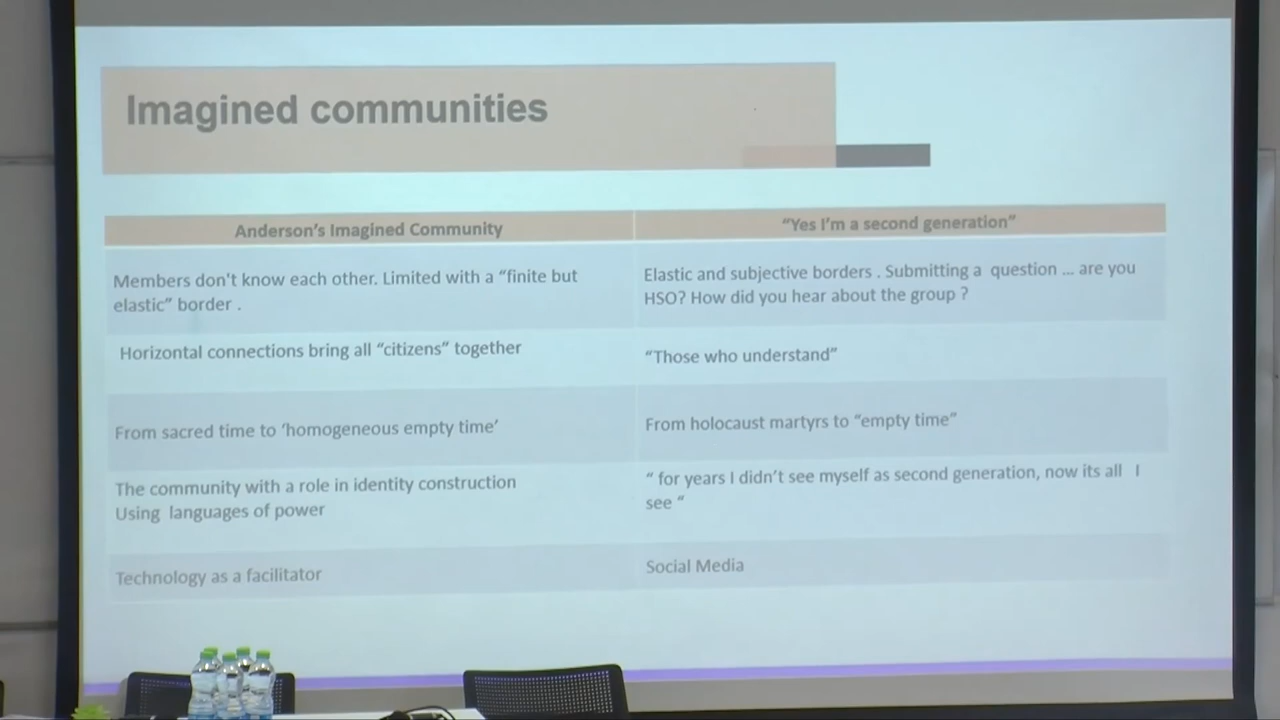 Imagined communities
Anderson's Imagined Community
"Yes I'm a second generation"
Members don't know each other. Limited with a "finite but
elastic" border .
Elastic and subjective borders . Submitting a question ... are you
HSO? How did you hear about the group ?
Horizontal connections bring all "citizens" together
"Those who understand"
From sacred time to 'homogeneous empty time'
From holocaust martyrs to "empty time"
The community with a role in identity construction
Using languages of power
" for years I didn't see myself as second generation, now its all I
see "
Technology as a facilitator
Social Media